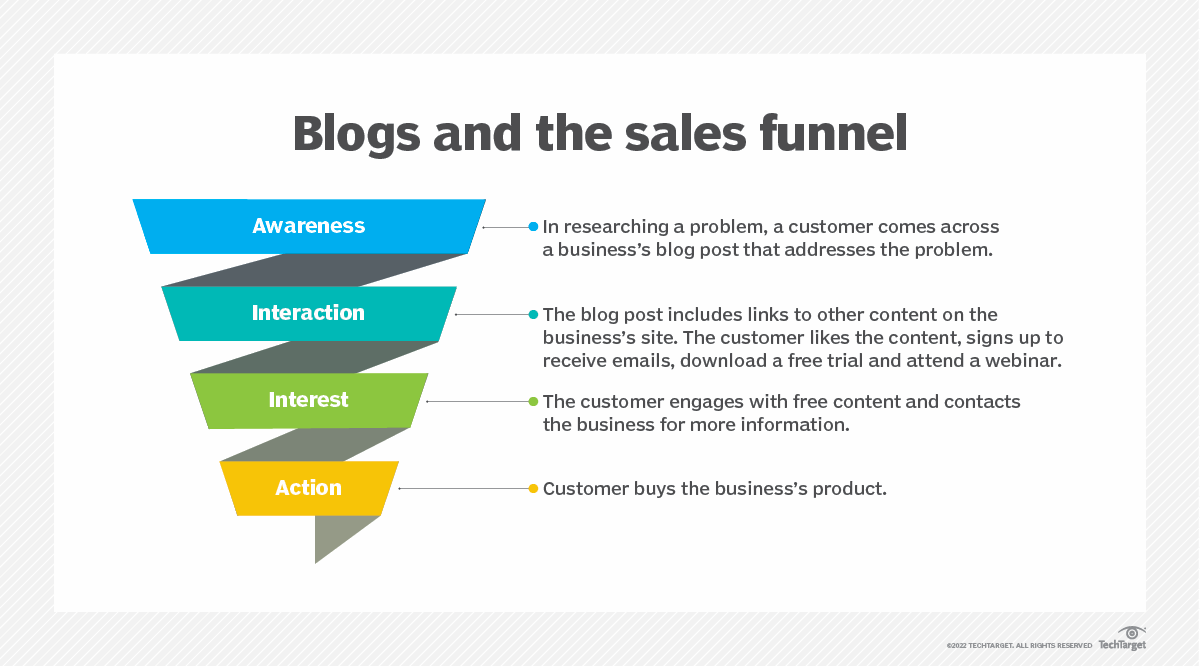 Blogs and the sales funnel
Awareness
In researching a problem, a customer comes across
a business’s blog post that addresses the problem.
Interaction
The blog post includes links to other content on the
business’s site. The customer likes the content, signs up to
receive emails, download a free trial and attend a webinar.
Interest
The customer engages with free content and contacts
the business for more information.
Action
Customer buys the business’s product.
©2022 TECHTARGET. ALL RIGHTS RESERVED
TechTarget